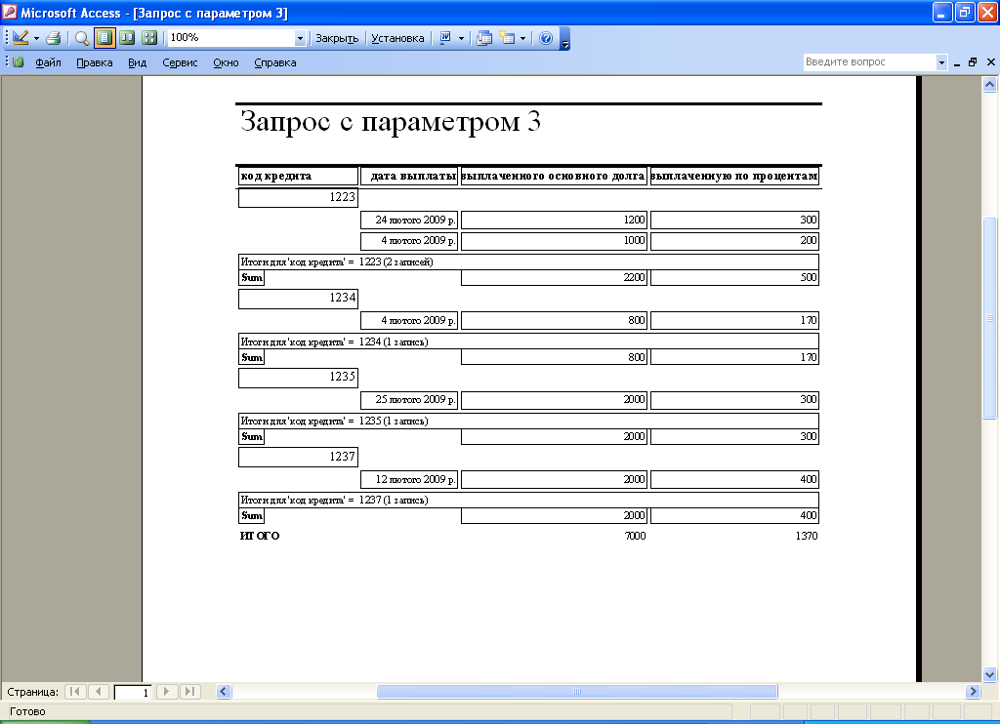 Microsoft Access - [Запрос с параметром 3]
100% Закрыть Установка
Файл Правка Вид Сервис Окно Справка Введите вопрос
Запрос с параметром 3
код кредита дата выплаты выплаченного основного долга выплаченную по процентам
1223
24 лютого 2009 р. 1200 300
4 лютого 2009 р. 1000 200
Итоги для 'код кредита' = 1223 (2 записей)
Sum 2200 500
1234
4 лютого 2009 р. 800 170
Итоги для 'код кредита' = 1234 (1 запись)
Sum 800 170
1235
25 лютого 2009 р. 2000 300
Итоги для 'код кредита' = 1235 (1 запись)
Sum 2000 300
1237
12 лютого 2009 р. 2000 400
Итоги для 'код кредита' = 1237 (1 запись)
Sum 2000 400
ИТОГО 7000 1370
Страница: 1
Готово